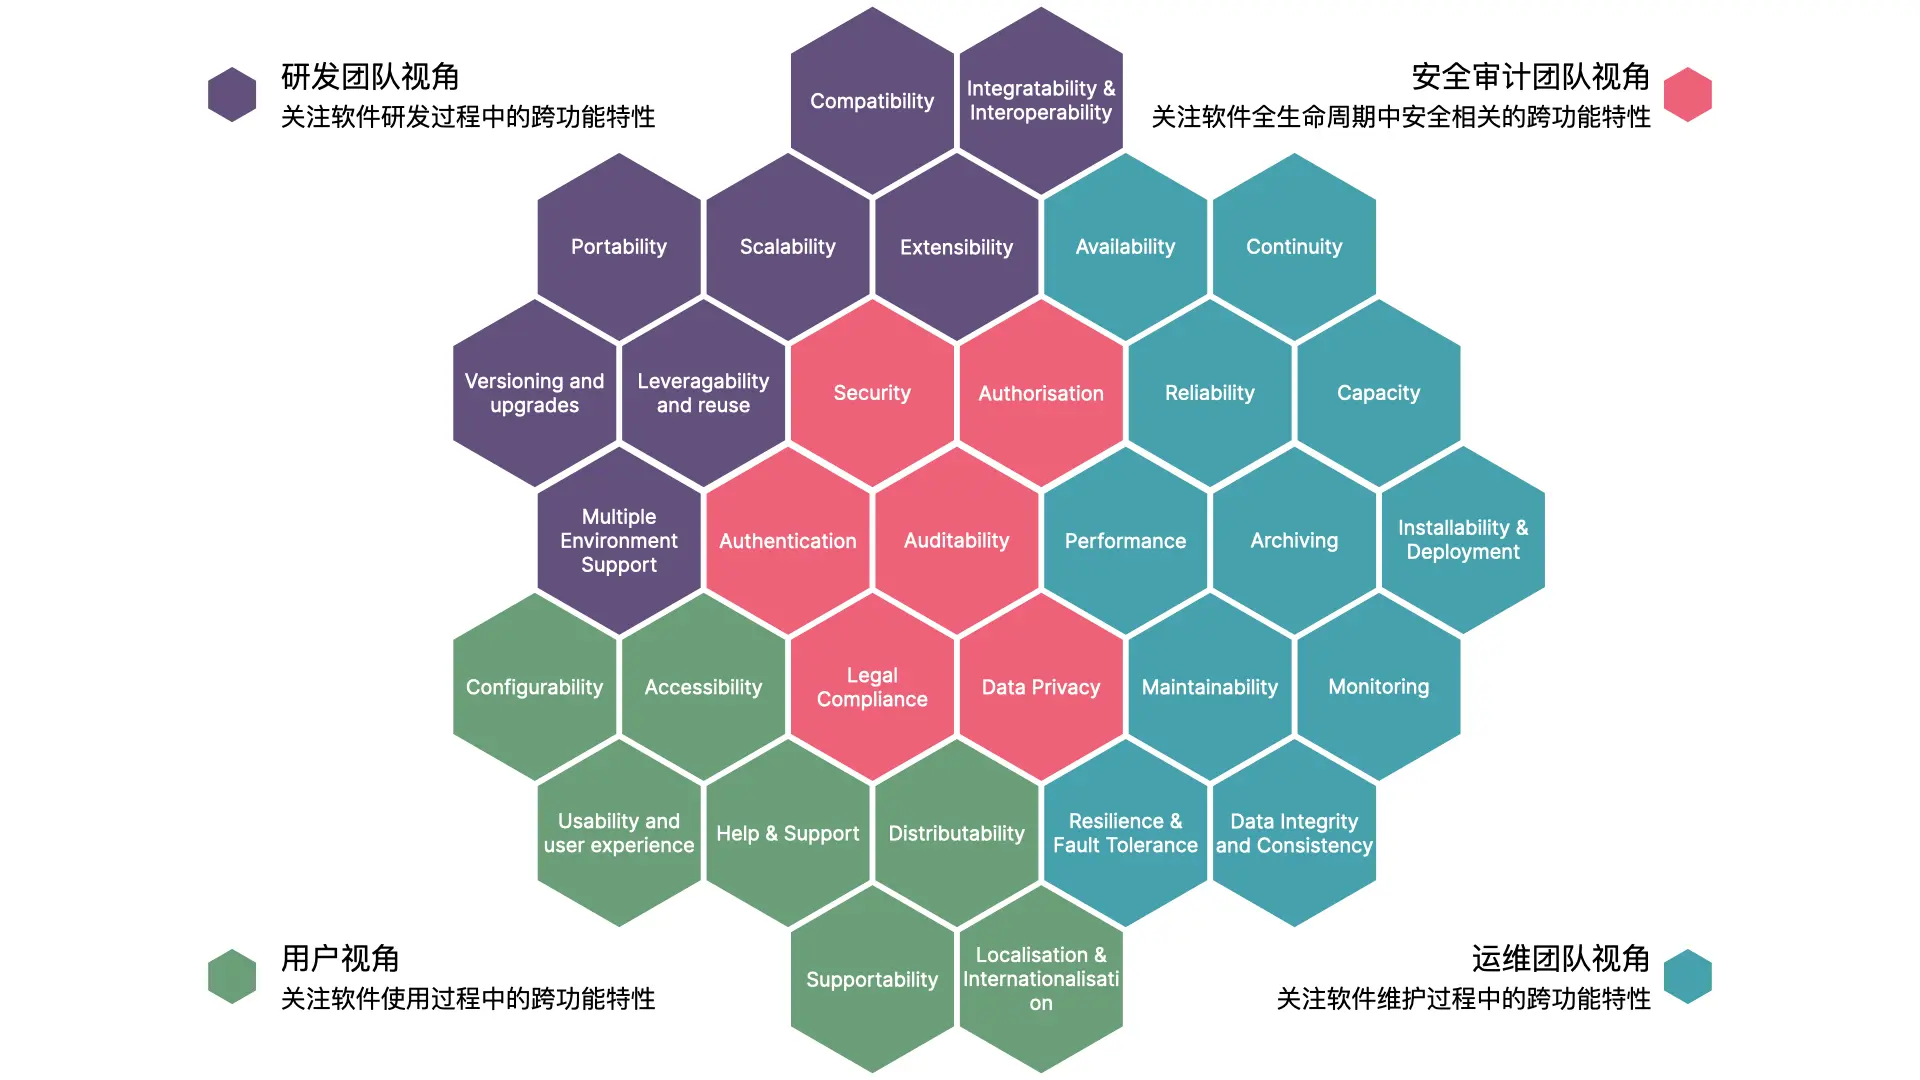 研发团队视角
关注软件研发过程中的跨功能特性
安全审计团队视角
关注软件全生命周期中安全相关的跨功能特性
Compatibility
Integratability &
Interoperability
Portability
Scalability
Extensibility
Availability
Continuity
Versioning and
upgrades
Leveragability
and reuse
Security
Authorisation
Reliability
Capacity
Multiple
Environment
Support
Authentication
Auditability
Performance
Archiving
Installability &
Deployment
Configurability
Accessibility
Legal
Compliance
Data Privacy
Maintainability
Monitoring
Usability and
user experience
Help & Support
Distributability
Resilience &
Fault Tolerance
Data Integrity
and Consistency
Supportability
Localisation &
Internationalisati
on
用户视角
关注软件使用过程中的跨功能特性
运维团队视角
关注软件维护过程中的跨功能特性